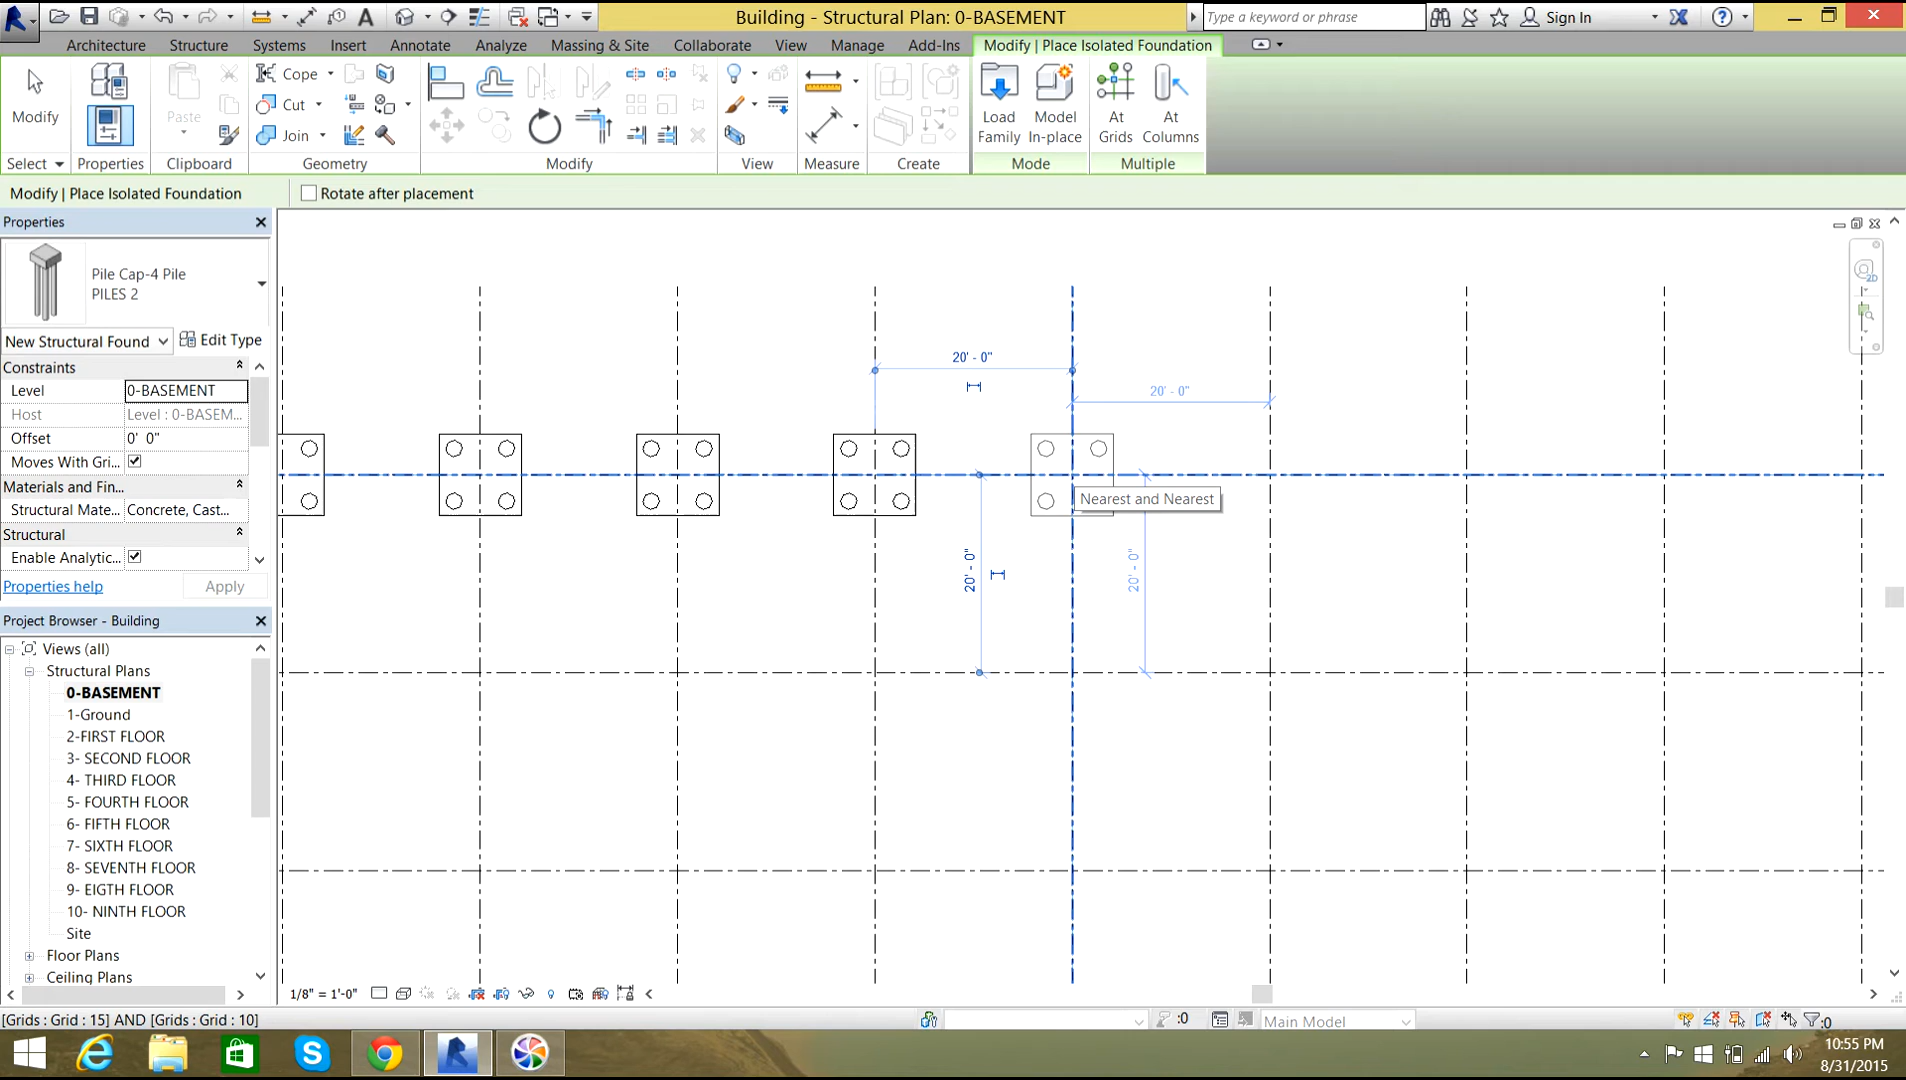 Building - Structural Plan: 0-BASEMENT
Type a keyword or phrase
Sign In
Architecture
Structure
Systems
Insert
Annotate
Analyze
Massing & Site
Collaborate
View
Manage
Add-Ins
Modify | Place Isolated Foundation
Modify
Paste
Cope
Cut
Join
Load Family
Model In-place
At Grids
At Columns
Select
Properties
Clipboard
Geometry
Modify
View
Measure
Create
Mode
Multiple
Modify | Place Isolated Foundation
Rotate after placement
Properties
Pile Cap-4 Pile
PILES 2
New Structural Found
Edit Type
Constraints
Level 0-BASEMENT
Host Level : 0-BASEM...
Offset 0' 0"
Moves With Gri...
Materials and Fin...
Structural Mate... Concrete, Cast...
Structural
Enable Analytic...
Properties help
Apply
Project Browser - Building
Views (all)
Structural Plans
0-BASEMENT
1-Ground
2-FIRST FLOOR
3- SECOND FLOOR
4- THIRD FLOOR
5- FOURTH FLOOR
6- FIFTH FLOOR
7- SIXTH FLOOR
8- SEVENTH FLOOR
9- EIGTH FLOOR
10- NINTH FLOOR
Site
Floor Plans
Ceiling Plans
20' - 0"
20' - 0"
Nearest and Nearest
20' - 0"
20' - 0"
2D
1/8" = 1'-0"
[Grids : Grid : 15] AND [Grids : Grid : 10]
:0
Main Model
:0
10:55 PM
8/31/2015